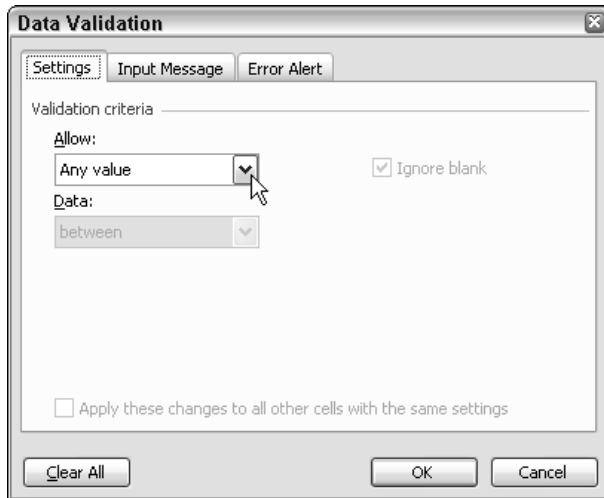 Data Validation
Settings Input Message Error Alert
Validation criteria
Allow:
Any value
Ignore blank
Data:
between
Apply these changes to all other cells with the same settings
Clear All OK Cancel